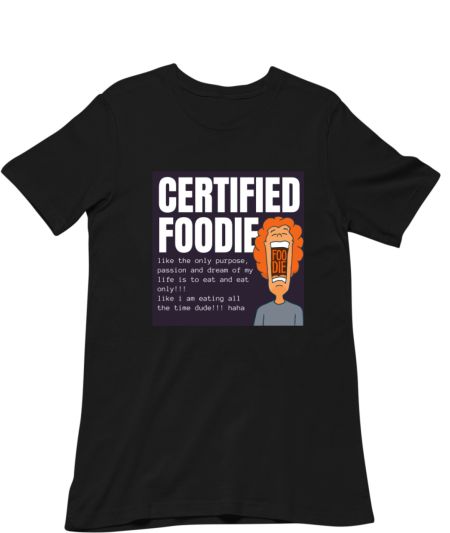 CERTIFIED
FOODIE
FOO
DIE
like the only purpose,
passion and dream of my
life is to eat and eat
only!!!
like i am eating all
the time dude!!! haha